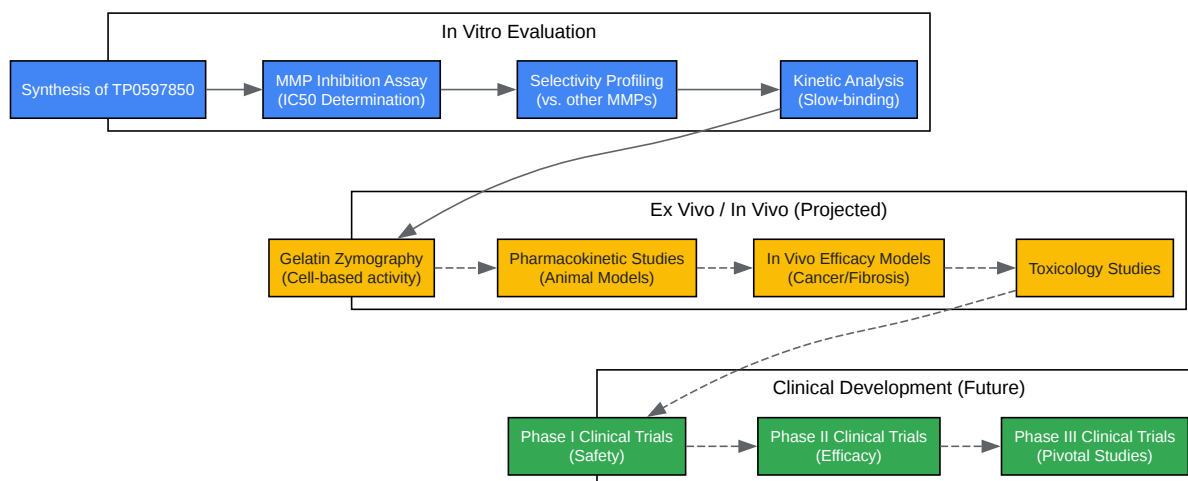 In Vitro Evaluation
Synthesis of TP0597850
MMP Inhibition Assay
(IC50 Determination)
Selectivity Profiling
(vs. other MMPs)
Kinetic Analysis
(Slow-binding)
Ex Vivo / In Vivo (Projected)
Gelatin Zymography
(Cell-based activity)
Pharmacokinetic Studies
(Animal Models)
In Vivo Efficacy Models
(Cancer/Fibrosis)
Toxicology Studies
Clinical Development (Future)
Phase I Clinical Trials
(Safety)
Phase II Clinical Trials
(Efficacy)
Phase III Clinical Trials
(Pivotal Studies)